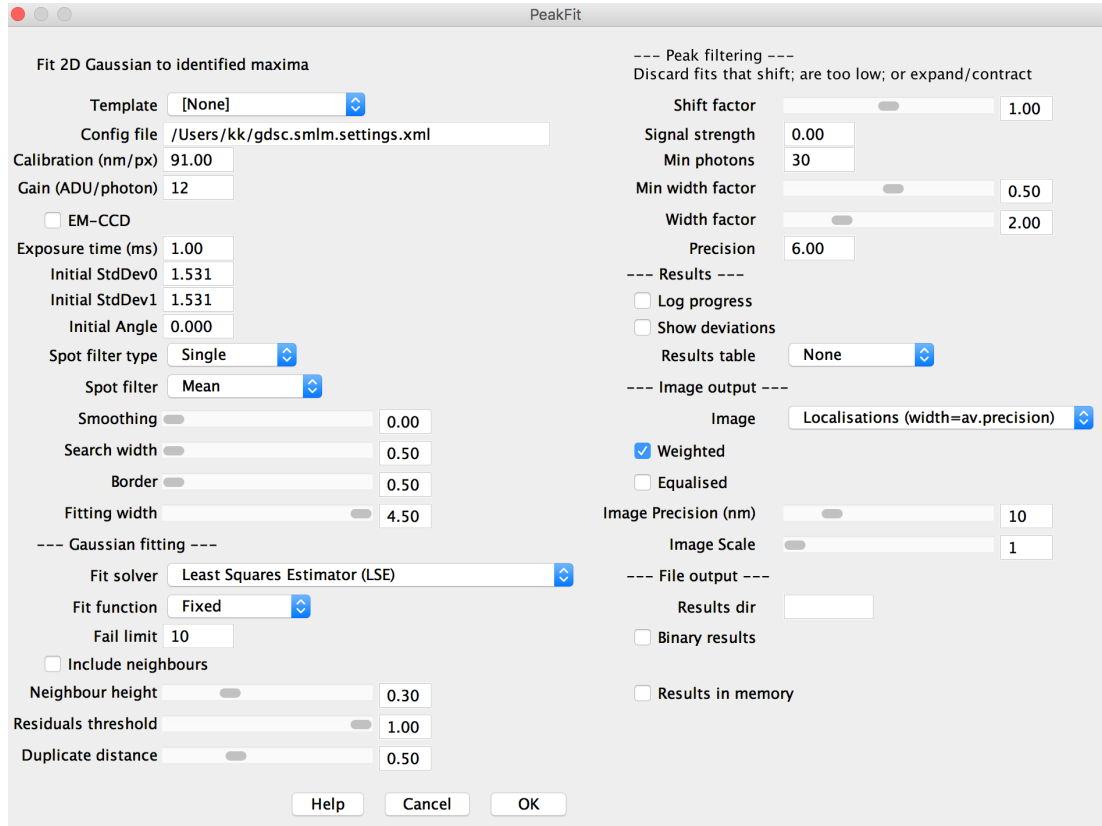 PeakFit
Fit 2D Gaussian to identified maxima
Template [None]
Config file /Users/kk/gdsc.smlm.settings.xml
Calibration (nm/px) 91.00
Gain (ADU/photon) 12
EM-CCD
Exposure time (ms) 1.00
Initial StdDev0 1.531
Initial StdDev1 1.531
Initial Angle 0.000
Spot filter type Single
Spot filter Mean
Smoothing 0.00
Search width 0.50
Border 0.50
Fitting width 4.50
--- Gaussian fitting ---
Fit solver Least Squares Estimator (LSE)
Fit function Fixed
Fail limit 10
Include neighbours
Neighbour height 0.30
Residuals threshold 1.00
Duplicate distance 0.50
--- Peak filtering ---
Discard fits that shift; are too low; or expand/contract
Shift factor 1.00
Signal strength 0.00
Min photons 30
Min width factor 0.50
Width factor 2.00
Precision 6.00
--- Results ---
Log progress
Show deviations
Results table None
--- Image output ---
Image Localisations (width=av.precision)
Weighted
Equalised
Image Precision (nm) 10
Image Scale 1
--- File output ---
Results dir
Binary results
Results in memory
Help Cancel OK